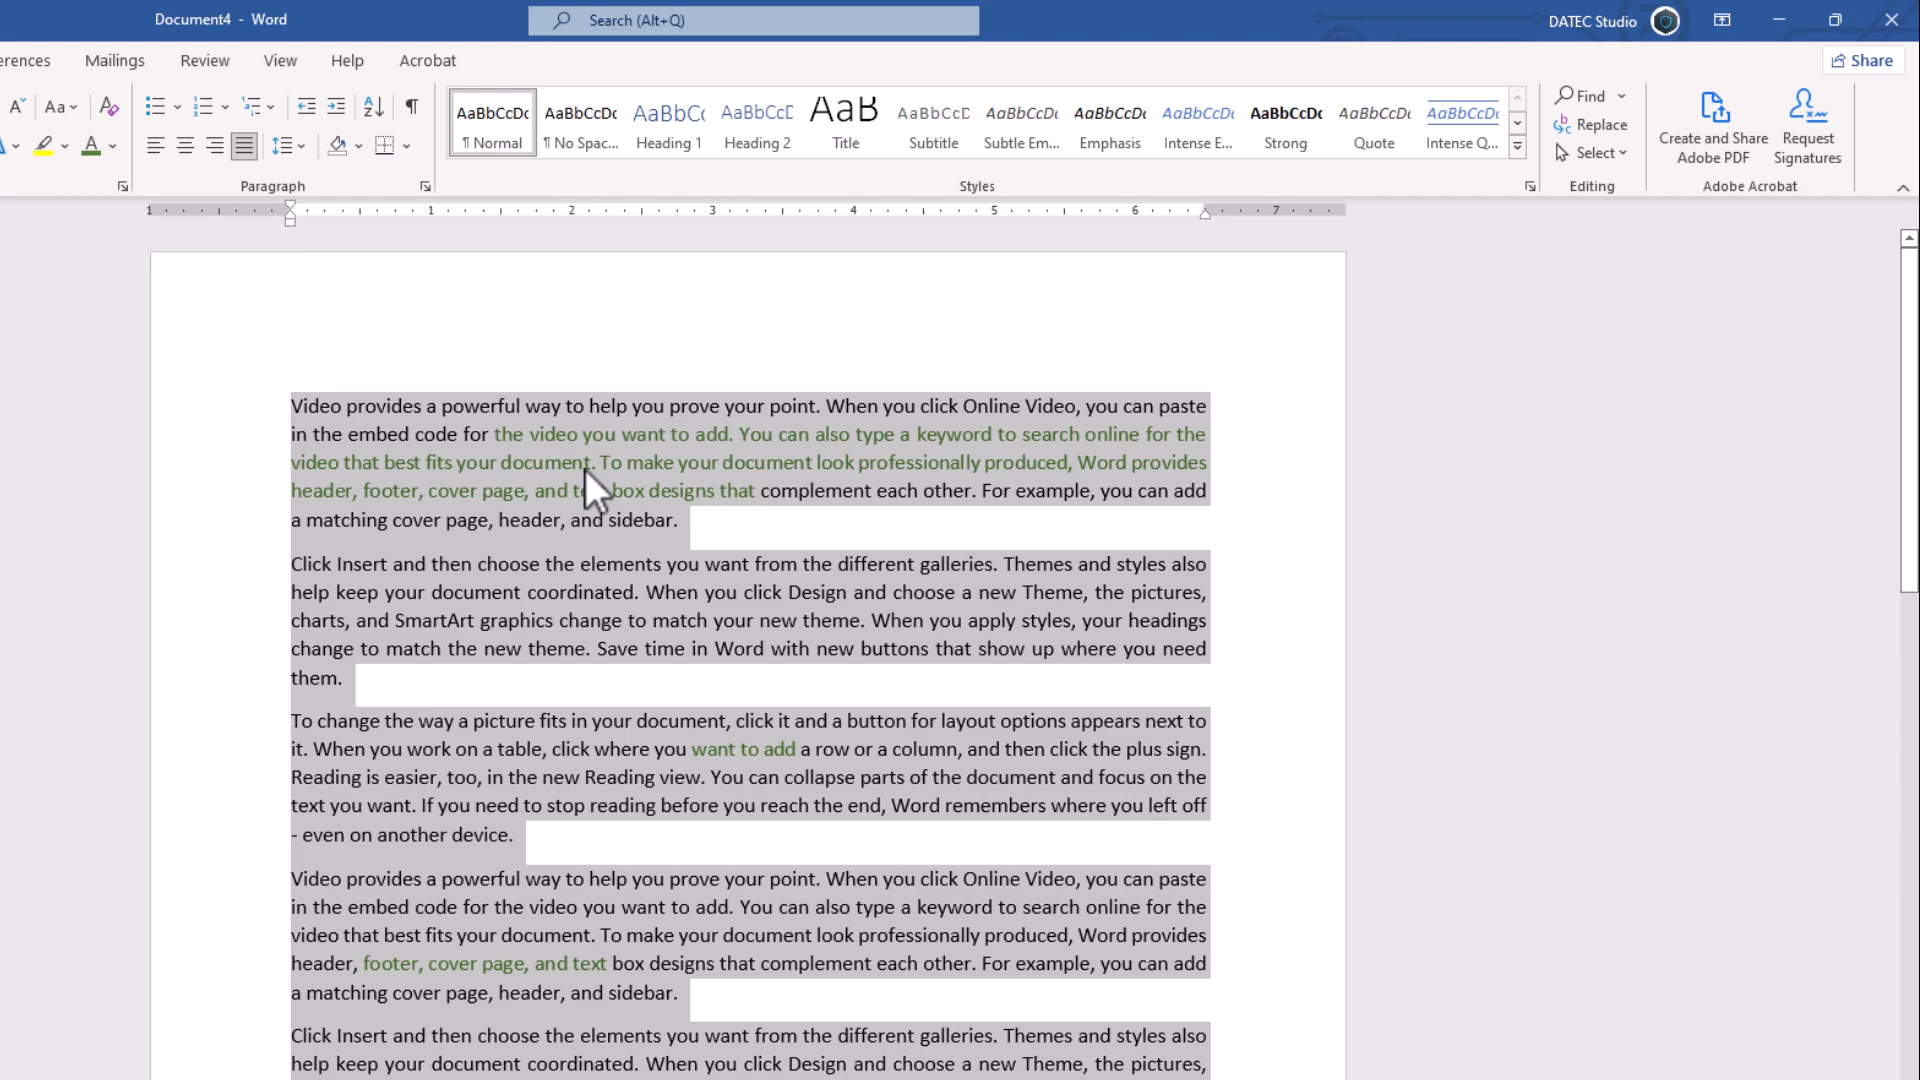 Document4 - Word
Search (Alt+Q)
DATEC Studio
erences Mailings Review View Help Acrobat
Share
Aa
A
AaBbCcDc AaBbCcDc AaBbCc AaBbCcD AaB AaBbCcD AaBbCcDc AaBbCcDc AaBbCcDc AaBbCcDc AaBbCcDc AaBbCcDc
¶ Normal ¶ No Spac... Heading 1 Heading 2 Title Subtitle Subtle Em... Emphasis Intense E... Strong Quote Intense Q...
Find
Replace
Select
Create and Share
Adobe PDF
Request
Signatures
Paragraph Styles Editing Adobe Acrobat
1 1 2 3 4 5 6 7
Video provides a powerful way to help you prove your point. When you click Online Video, you can paste
in the embed code for the video you want to add. You can also type a keyword to search online for the
video that best fits your document. To make your document look professionally produced, Word provides
header, footer, cover page, and box designs that complement each other. For example, you can add
a matching cover page, header, and sidebar.
Click Insert and then choose the elements you want from the different galleries. Themes and styles also
help keep your document coordinated. When you click Design and choose a new Theme, the pictures,
charts, and SmartArt graphics change to match your new theme. When you apply styles, your headings
change to match the new theme. Save time in Word with new buttons that show up where you need
them.
To change the way a picture fits in your document, click it and a button for layout options appears next to
it. When you work on a table, click where you want to add a row or a column, and then click the plus sign.
Reading is easier, too, in the new Reading view. You can collapse parts of the document and focus on the
text you want. If you need to stop reading before you reach the end, Word remembers where you left off
- even on another device.
Video provides a powerful way to help you prove your point. When you click Online Video, you can paste
in the embed code for the video you want to add. You can also type a keyword to search online for the
video that best fits your document. To make your document look professionally produced, Word provides
header, footer, cover page, and text box designs that complement each other. For example, you can add
a matching cover page, header, and sidebar.
Click Insert and then choose the elements you want from the different galleries. Themes and styles also
help keep your document coordinated. When you click Design and choose a new Theme, the pictures,